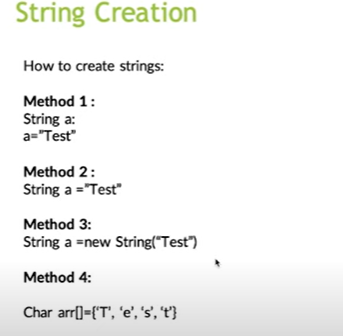 String Creation
How to create strings:
Method 1 :
String a:
a="Test"
Method 2 :
String a ="Test"
Method 3:
String a =new String("Test")
Method 4:
Char arr[]={'T', 'e', 's', 't'}